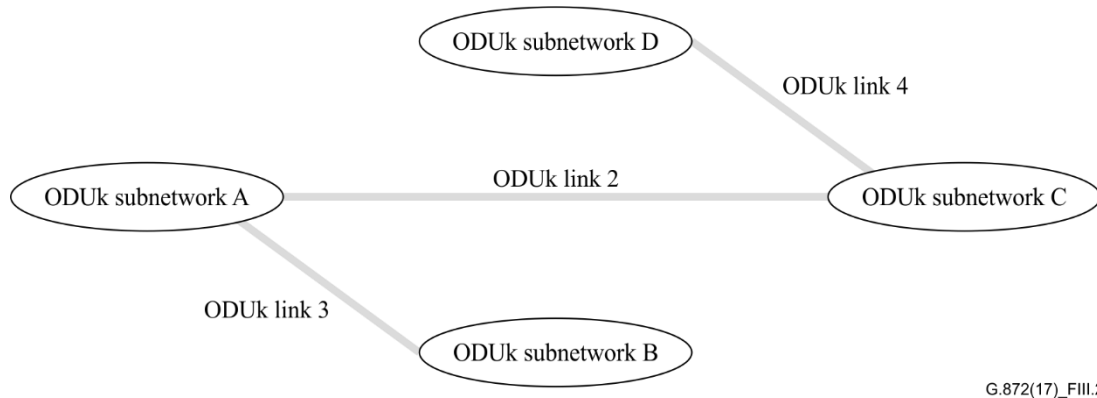 ODUk subnetwork D
ODUk link 4
ODUk link 2
ODUk subnetwork A
ODUk subnetwork C
ODUk link 3
ODUk subnetwork B
G.872(17)_FIII.2